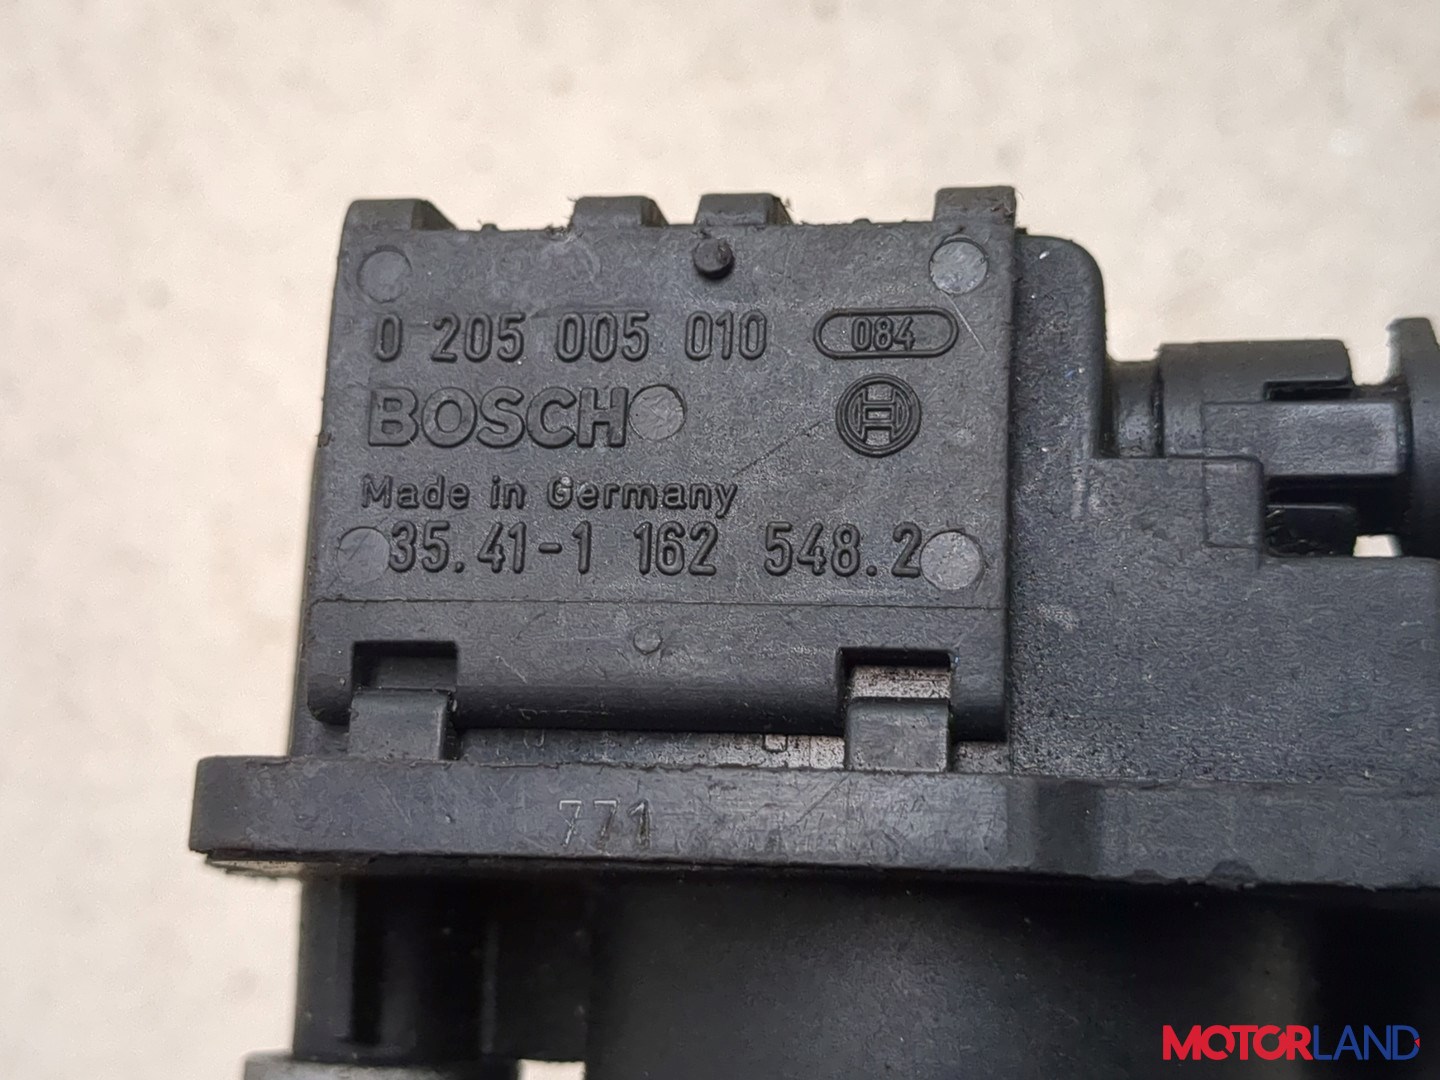 0 205 005 010 084
BOSCH
Made in Germany
35.41-1 162 548.2
771
MOTORLAND